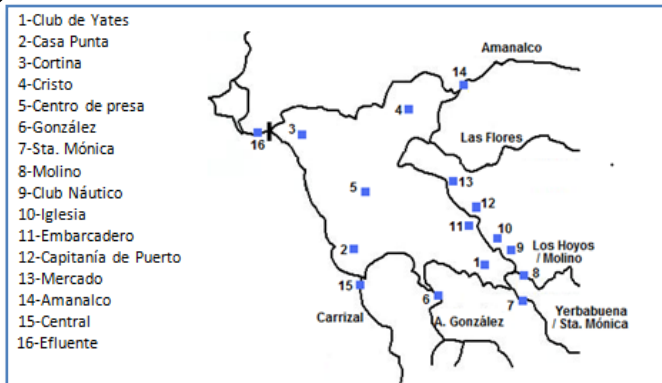 1-Club de Yates
2-Casa Punta
3-Cortina
4-Cristo
5-Centro de presa
6-González
7-Sta. Mónica
8-Molino
9-Club Náutico
10-Iglesia
11-Embarcadero
12-Capitanía de Puerto
13-Mercado
14-Amanalco
15-Central
16-Efluente
Amanalco
14
4
3
16
Las Flores
13
5
12
11
10
9
Los Hoyos
/ Molino
2
1
8
15
6
7
Carrizal
A. González
Yerbabuena
/ Sta. Mónica